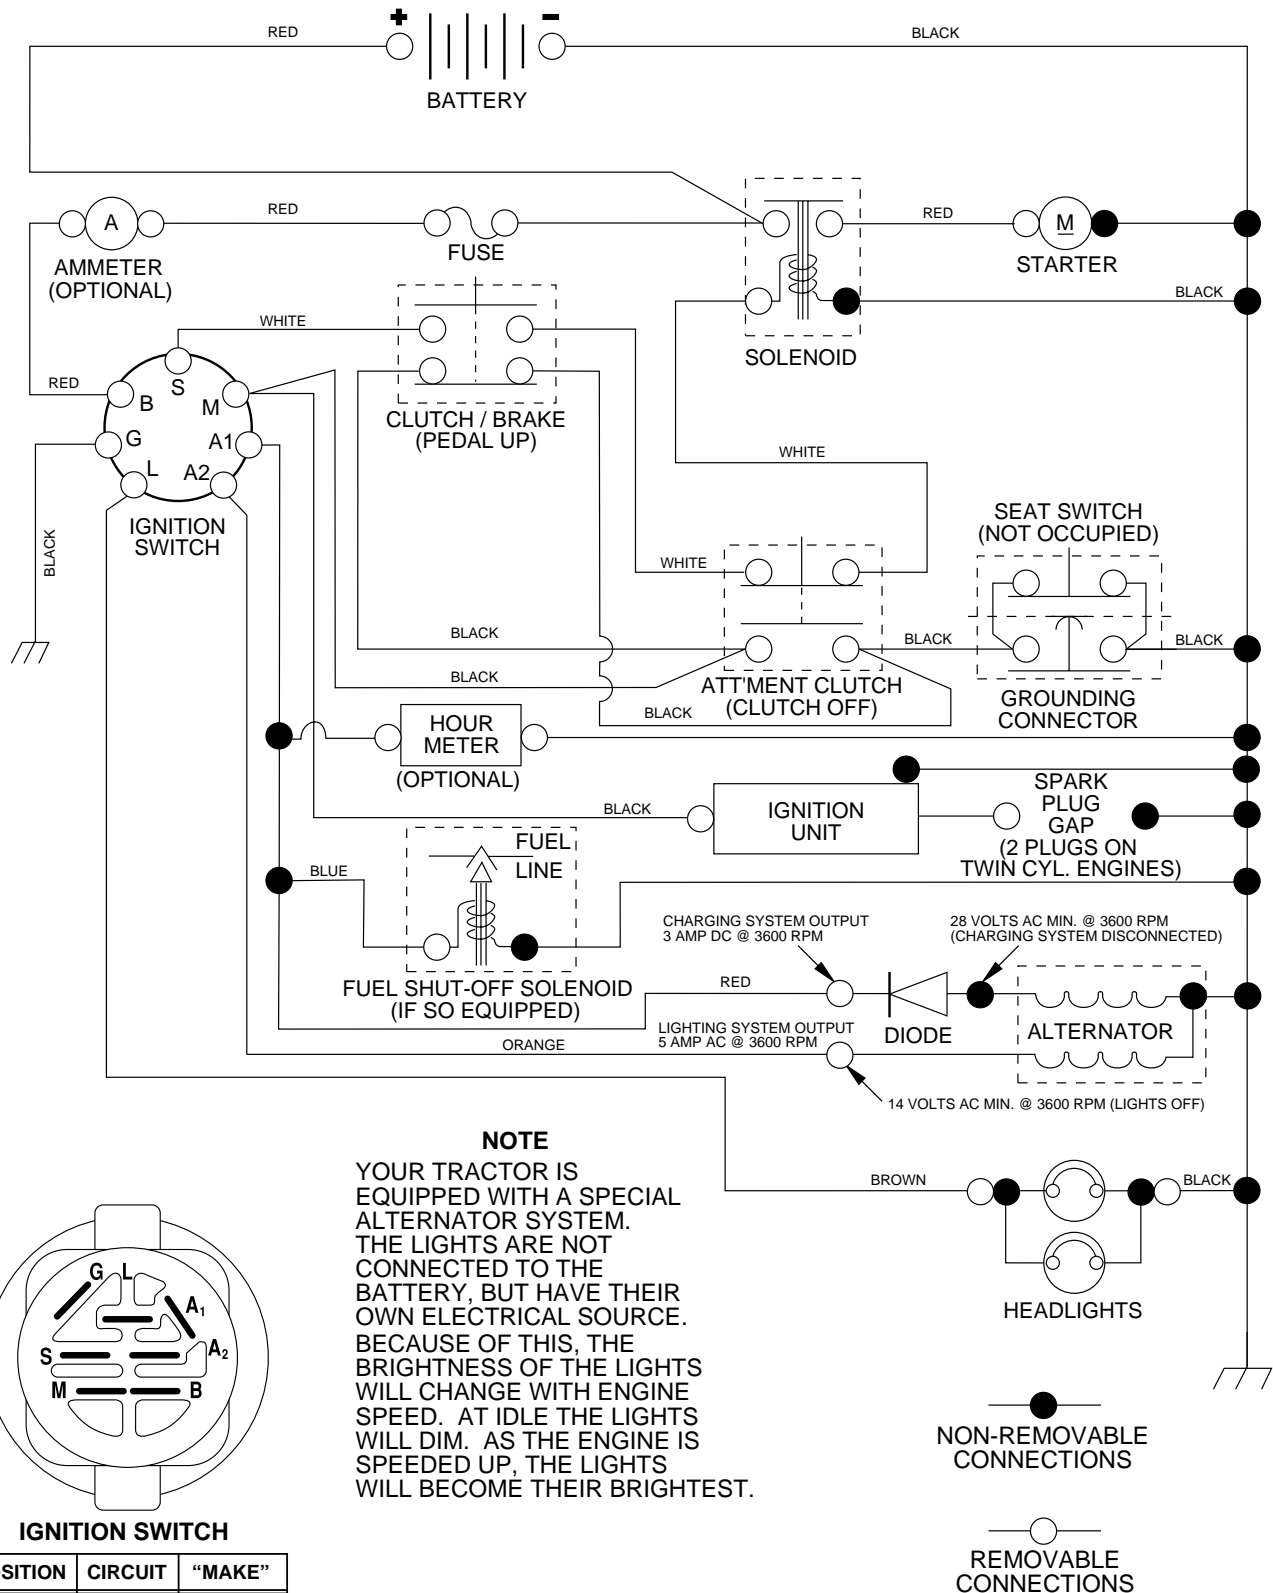 + -
RED
BLACK
BATTERY
RED
RED
A
M
FUSE
STARTER
AMMETER
(OPTIONAL)
BLACK
WHITE
SOLENOID
RED
S
B
M
CLUTCH / BRAKE
(PEDAL UP)
G
A1
WHITE
L
A2
SEAT SWITCH
(NOT OCCUPIED)
IGNITION
SWITCH
BLACK
WHITE
BLACK
BLACK
BLACK
BLACK
ATT'MENT CLUTCH
(CLUTCH OFF)
GROUNDING
CONNECTOR
BLACK
HOUR
METER
(OPTIONAL)
SPARK
PLUG
GAP
(2 PLUGS ON
TWIN CYL. ENGINES)
BLACK
IGNITION
UNIT
FUEL
LINE
BLUE
CHARGING SYSTEM OUTPUT
3 AMP DC @ 3600 RPM
28 VOLTS AC MIN. @ 3600 RPM
(CHARGING SYSTEM DISCONNECTED)
FUEL SHUT-OFF SOLENOID
(IF SO EQUIPPED)
RED
LIGHTING SYSTEM OUTPUT
5 AMP AC @ 3600 RPM
DIODE
ALTERNATOR
ORANGE
14 VOLTS AC MIN. @ 3600 RPM (LIGHTS OFF)
NOTE
YOUR TRACTOR IS
EQUIPPED WITH A SPECIAL
ALTERNATOR SYSTEM.
THE LIGHTS ARE NOT
CONNECTED TO THE
BATTERY, BUT HAVE THEIR
OWN ELECTRICAL SOURCE.
BECAUSE OF THIS, THE
BRIGHTNESS OF THE LIGHTS
WILL CHANGE WITH ENGINE
SPEED. AT IDLE THE LIGHTS
WILL DIM. AS THE ENGINE IS
SPEEDED UP, THE LIGHTS
WILL BECOME THEIR BRIGHTEST.
BROWN
BLACK
HEADLIGHTS
G L
A1
A2
S
M
B
IGNITION SWITCH
SITION CIRCUIT “MAKE”
NON-REMOVABLE
CONNECTIONS
REMOVABLE
CONNECTIONS